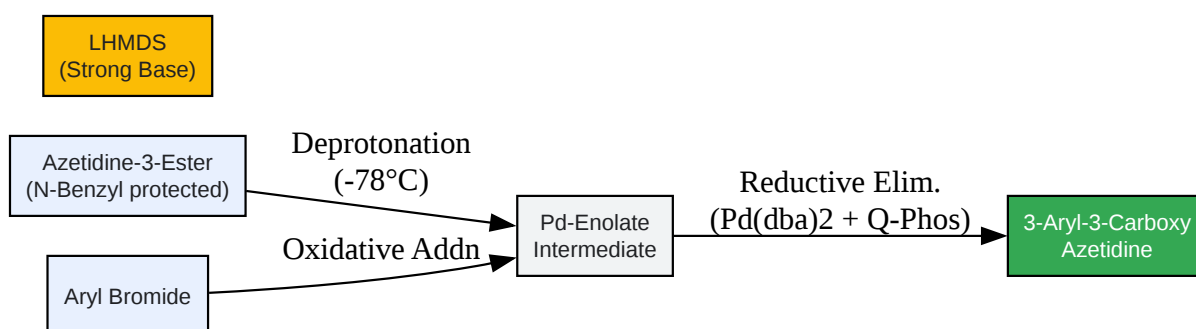 LHMDS
(Strong Base)
Azetidine-3-Ester
(N-Benzyl protected)
Deprotonation
(-78°C)
Oxidative Addn
Aryl Bromide
Pd-Enolate
Intermediate
Reductive Elim.
(Pd(dba)2 + Q-Phos)
3-Aryl-3-Carboxy
Azetidine